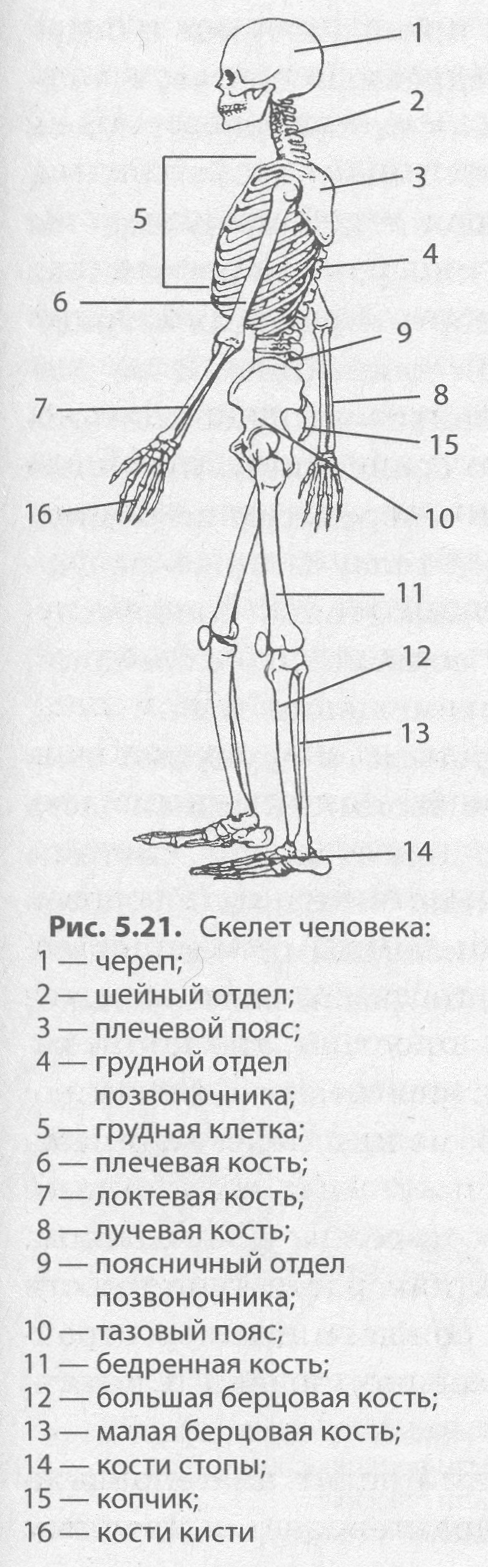 1
2
3
5
4
6
9
7
8
15
16
10
11
12
13
14
Рис. 5.21. Скелет человека:
1 — череп;
2 — шейный отдел;
3 — плечевой пояс;
4 — грудной отдел
позвоночника;
5 — грудная клетка;
6 — плечевая кость;
7 — локтевая кость;
8 — лучевая кость;
9 — поясничный отдел
позвоночника;
10 — тазовый пояс;
11 — бедренная кость;
12 — большая берцовая кость;
13 — малая берцовая кость;
14 — кости стопы;
15 — копчик;
16 — кости кисти